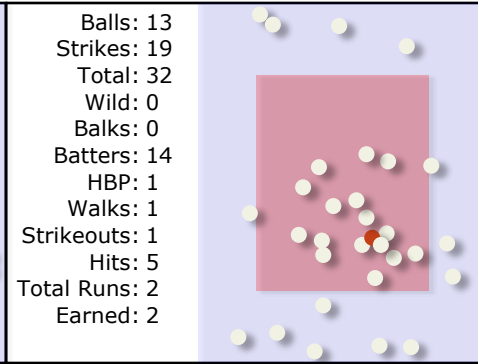 Balls: 13
Strikes: 19
Total: 32
Wild: 0
Balks: 0
Batters: 14
HBP: 1
Walks: 1
Strikeouts: 1
Hits: 5
Total Runs: 2
Earned: 2